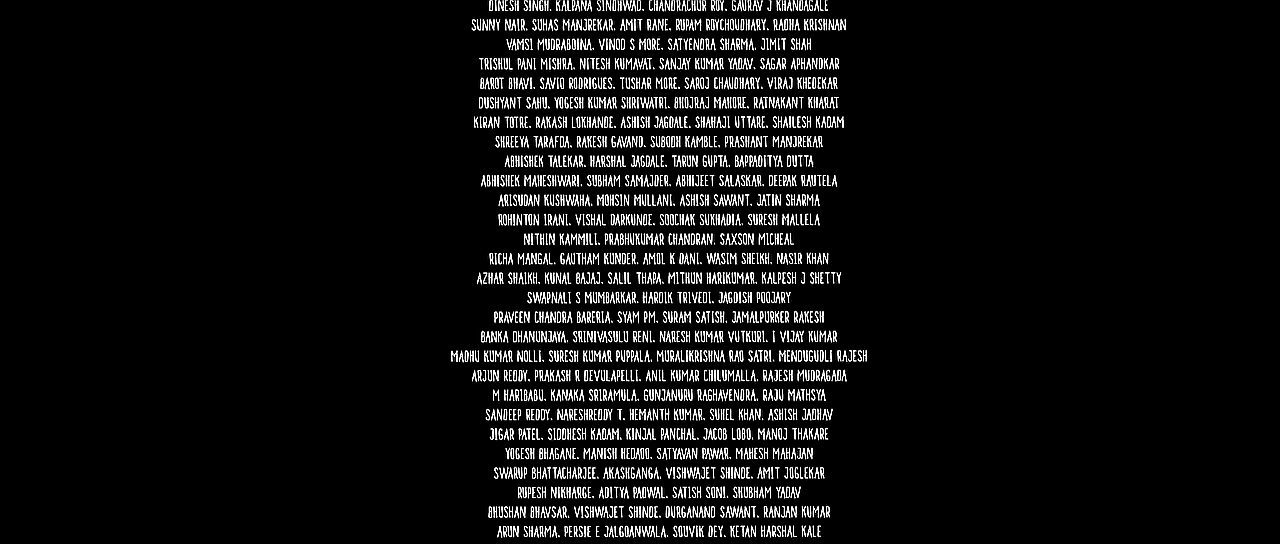 DINESH SINGH, KALPANA SINDHWAD, CHANDRACHUR ROY, GAURAV J KHANDAGALE
SUNNY NAIR, SUHAS MANJREKAR, AMIT RANE, RUPAM ROYCHOUDHARY, RADHA KRISHNAN
VAMSI MUDRABOINA, VINOD S MORE, SATYENDRA SHARMA, JIMIT SHAH
TRISHUL PANI MISHRA, NITESH KUMAVAT, SANJAY KUMAR YADAV, SAGAR APHANDKAR
BAROT BHAVI, SAVIO RODRIGUES, TUSHAR MORE, SAROJ CHAUDHARY, VIRAJ KHEDEKAR
DUSHYANT SAHU, YOGESH KUMAR SHRIWATRI, BHOJRAJ MAHORE, RATNAKANT KHARAT
KIRAN TOTRE, RAKASH LOKHANDE, ASHISH JAGDALE, SHAHAJI UTTARE, SHAILESH KADAM
SHREEYA TARAFDA, RAKESH GAVAND, SUBODH KAMBLE, PRASHANT MANJREKAR
ABHISHEK TALEKAR, HARSHAL JAGDALE, TARUN GUPTA, BAPPADITYA DUTTA
ABHISHEK MAHESHWARI, SUBHAM SAMAJDER, ABHIJEET SALASKAR, DEEPAK RAUTELA
ARISUDAN KUSHWAHA, MOHSIN MULLANI, ASHISH SAWANT, JATIN SHARMA
ROHINTON IRANI, VISHAL DARKUNDE, SOOCHAK SUKHADIA, SURESH MALLELA
NITHIN KAMMILI, PRABHUKUMAR CHANDRAN, SAXSON MICHEAL
RICHA MANGAL, GAUTHAM KUNDER, AMOL K DANI, WASIM SHEIKH, NASIR KHAN
AZHAR SHAIKH, KUNAL BAJAJ, SALIL THAPA, MITHUN HARIKUMAR, KALPESH J SHETTY
SWAPNALI S MUMBARKAR, HARDIK TRIVEDI, JAGDISH POOJARY
PRAVEEN CHANDRA BARERIA, SYAM PM, SURAM SATISH, JAMALPURKER RAKESH
BANKA DHANUNJAYA, SRINIVASULU RENI, NARESH KUMAR VUTKURI, I VIJAY KUMAR
MADHU KUMAR NOLLI, SURESH KUMAR PUPPALA, MURALIKRISHNA RAO SATRI, MENDUGUDLI RAJESH
ARJUN REDDY, PRAKASH R DEVULAPELLI, ANIL KUMAR CHILUMALLA, RAJESH MUDRAGADA
M HARIBABU, KANAKA SRIRAMULA, GUNJANURU RAGHAVENDRA, RAJU MATHSYA
SANDEEP REDDY, NARESHREDDY T, HEMANTH KUMAR, SUHEL KHAN, ASHISH JADHAV
JIGAR PATEL, SIDDHESH KADAM, KINJAL PANCHAL, JACOB LOBO, MANOJ THAKARE
YOGESH BHAGANE, MANISH HEDAOO, SATYAVAN PAWAR, MAHESH MAHAJAN
SWARUP BHATTACHARJEE, AKASHGANGA, VISHWAJET SHINDE, AMIT JOGLEKAR
RUPESH NIKHARGE, ADITYA PADWAL, SATISH SONI, SHUBHAM YADAV
BHUSHAN BHAVSAR, VISHWAJET SHINDE, DURGANAND SAWANT, RANJAN KUMAR
ARUN SHARMA, PERSIE E JALGOANWALA, SOUVIK DEY, KETAN HARSHAL KALE